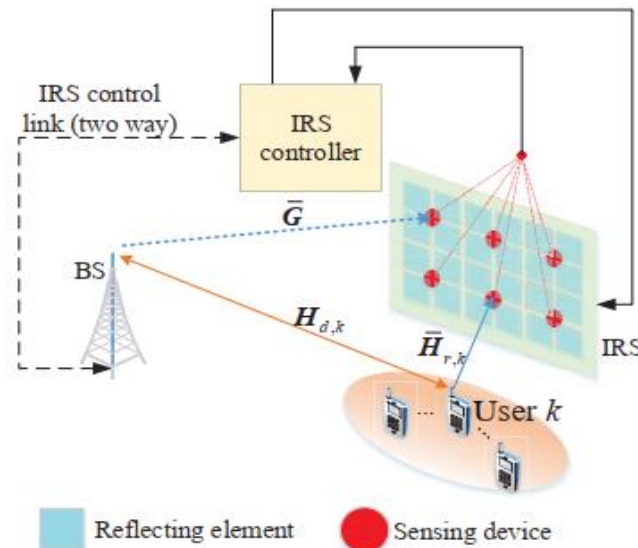 IRS control
link (two way)
IRS
controller
G̅
BS
H_{d,k}
H̅_{r,k}
IRS
User k
...
...
Reflecting element
Sensing device